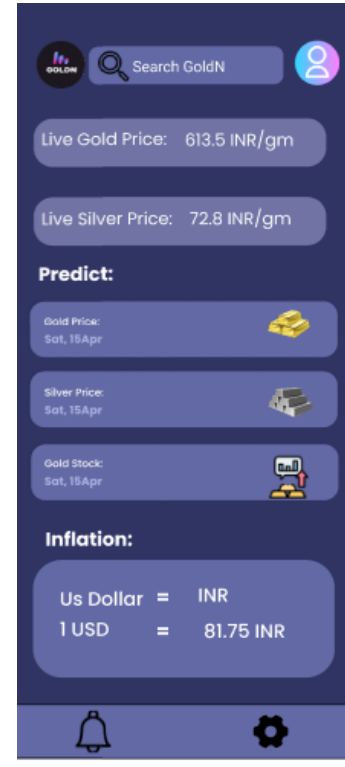 GOLDN
Search GoldN
Live Gold Price: 613.5 INR/gm
Live Silver Price: 72.8 INR/gm
Predict:
Gold Price:
Sat, 15Apr
Silver Price:
Sat, 15Apr
Gold Stock:
Sat, 15Apr
Inflation:
Us Dollar = INR
1 USD = 81.75 INR